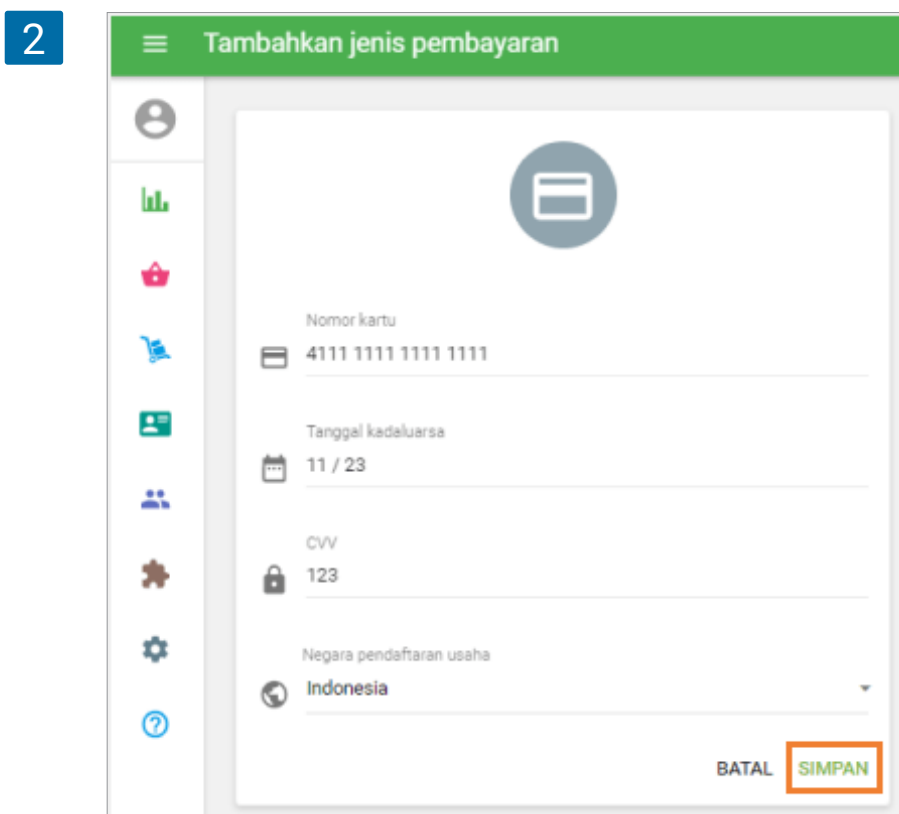 2
Tambahkan jenis pembayaran
Nomor kartu
4111 1111 1111 1111
Tanggal kadaluarsa
11 / 23
CVV
123
Negara pendaftaran usaha
Indonesia
BATAL SIMPAN